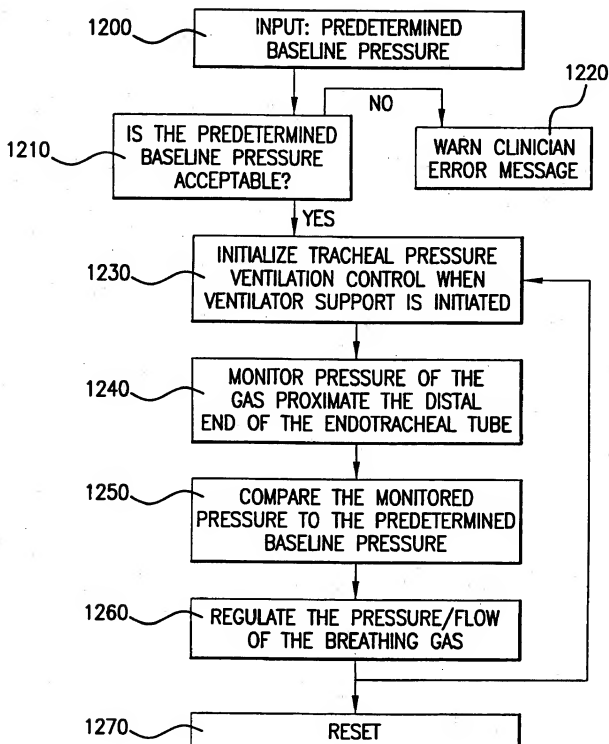 1200
INPUT: PREDETERMINED
BASELINE PRESSURE
1220
NO
1210
IS THE PREDETERMINED
BASELINE PRESSURE
ACCEPTABLE?
WARN CLINICIAN
ERROR MESSAGE
YES
1230
INITIALIZE TRACHEAL PRESSURE
VENTILATION CONTROL WHEN
VENTILATOR SUPPORT IS INITIATED
1240
MONITOR PRESSURE OF THE
GAS PROXIMATE THE DISTAL
END OF THE ENDOTRACHEAL TUBE
1250
COMPARE THE MONITORED
PRESSURE TO THE PREDETERMINED
BASELINE PRESSURE
1260
REGULATE THE PRESSURE/FLOW
OF THE BREATHING GAS
1270
RESET